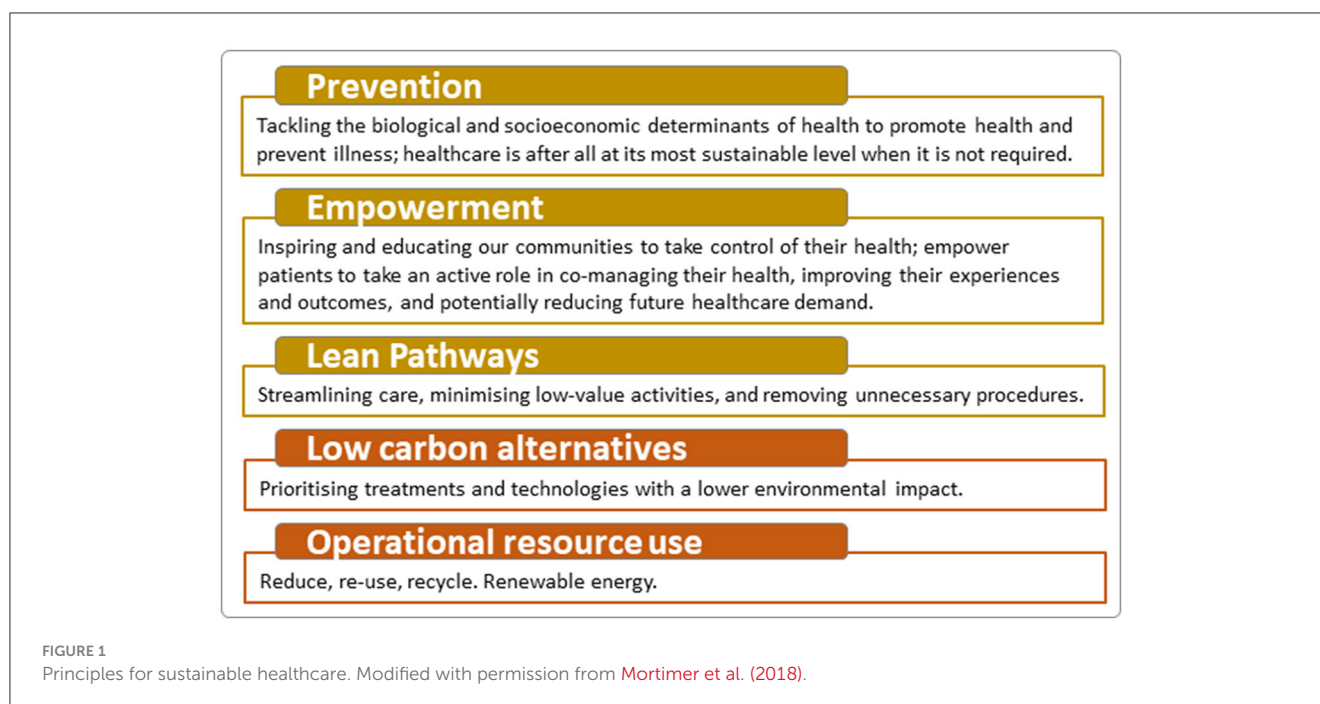 Prevention
Tackling the biological and socioeconomic determinants of health to promote health and
prevent illness; healthcare is after all at its most sustainable level when it is not required.
Empowerment
Inspiring and educating our communities to take control of their health; empower
patients to take an active role in co-managing their health, improving their experiences
and outcomes, and potentially reducing future healthcare demand.
Lean Pathways
Streamlining care, minimising low-value activities, and removing unnecessary procedures.
Low carbon alternatives
Prioritising treatments and technologies with a lower environmental impact.
Operational resource use
Reduce, re-use, recycle. Renewable energy.
FIGURE 1
Principles for sustainable healthcare. Modified with permission from Mortimer et al. (2018).